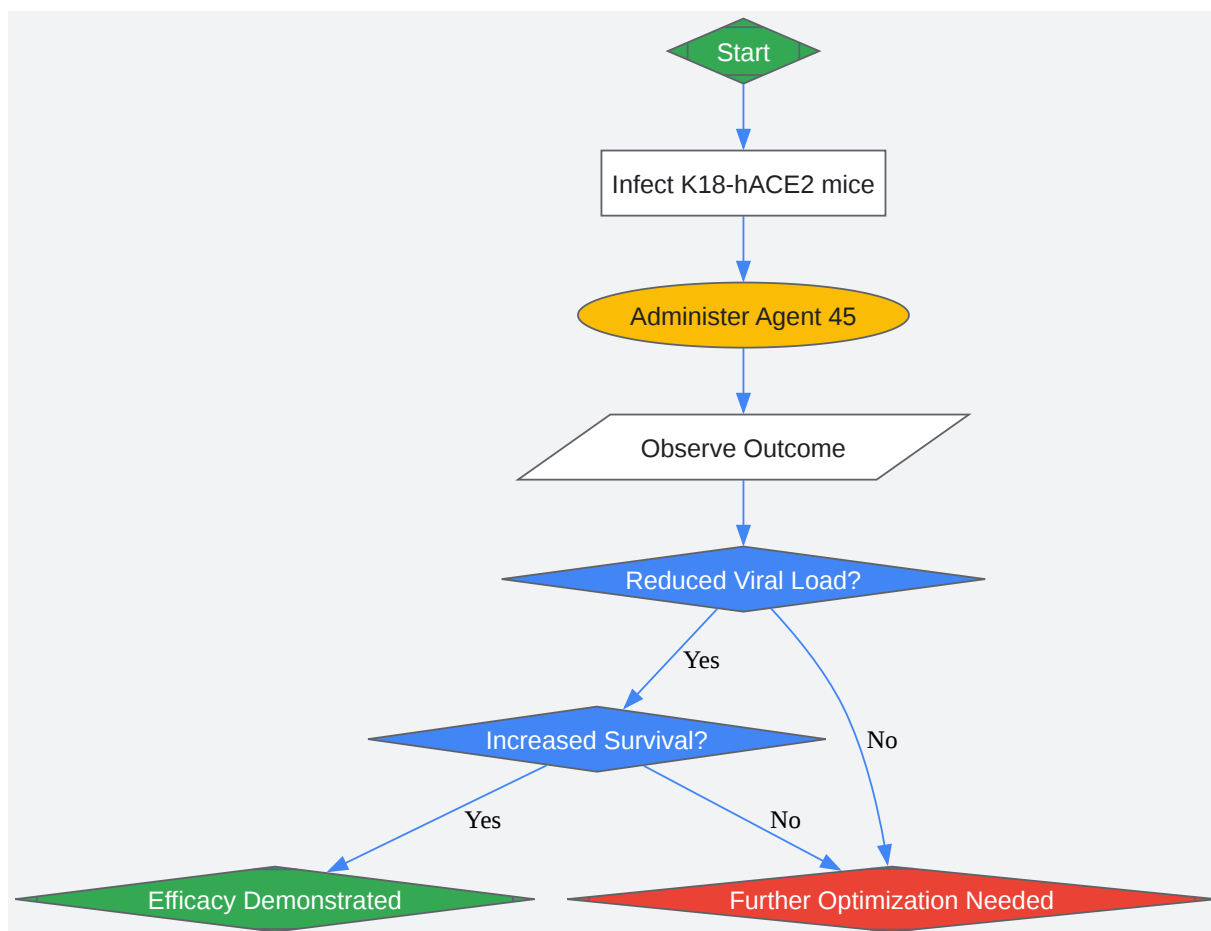 Start
Infect K18-hACE2 mice
Administer Agent 45
Observe Outcome
Reduced Viral Load?
Yes
Increased Survival?
No
Yes
No
Efficacy Demonstrated
Further Optimization Needed